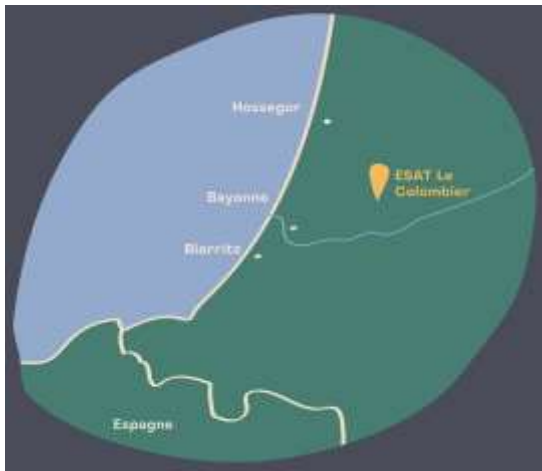 Hossegor
ESAT Le
Colombier
Bayonne
Biarritz
Espagne